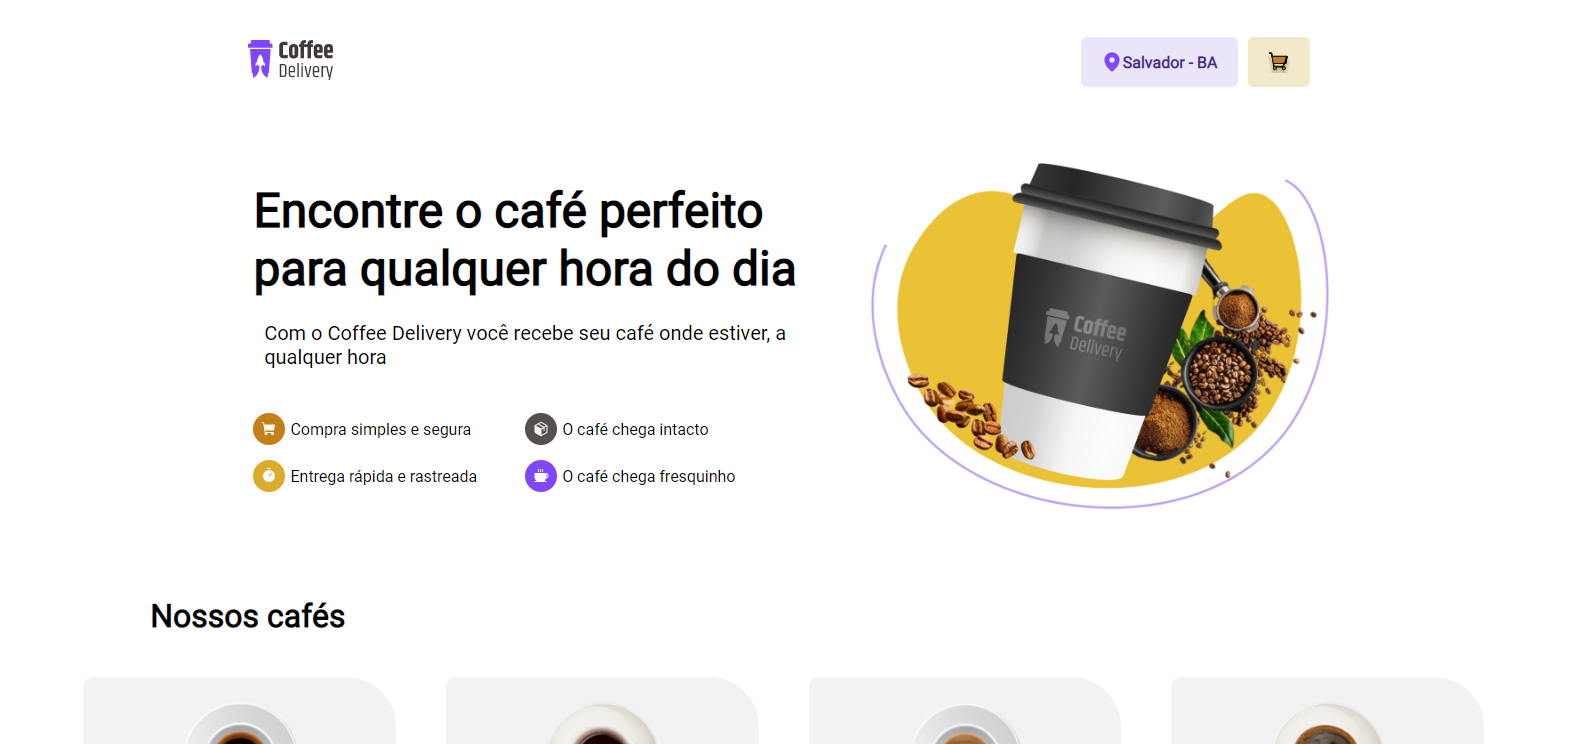 Coffee
Delivery
Salvador - BA
Encontre o café perfeito
para qualquer hora do dia
Com o Coffee Delivery você recebe seu café onde estiver, a
qualquer hora
Compra simples e segura
O café chega intacto
Entrega rápida e rastreada
O café chega fresquinho
Coffee
Delivery
Nossos cafés